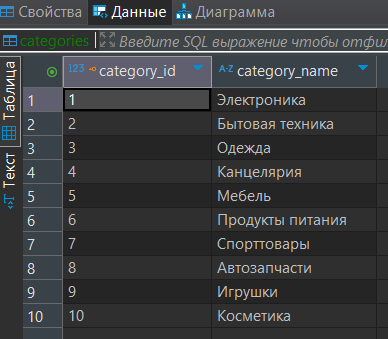 Свойства Данные Диаграмма
categories Введите SQL выражение чтобы отфил
Таблица
Текст
123 category_id A-Z category_name
1 1 Электроника
2 2 Бытовая техника
3 3 Одежда
4 4 Канцелярия
5 5 Мебель
6 6 Продукты питания
7 7 Спорттовары
8 8 Автозапчасти
9 9 Игрушки
10 10 Косметика